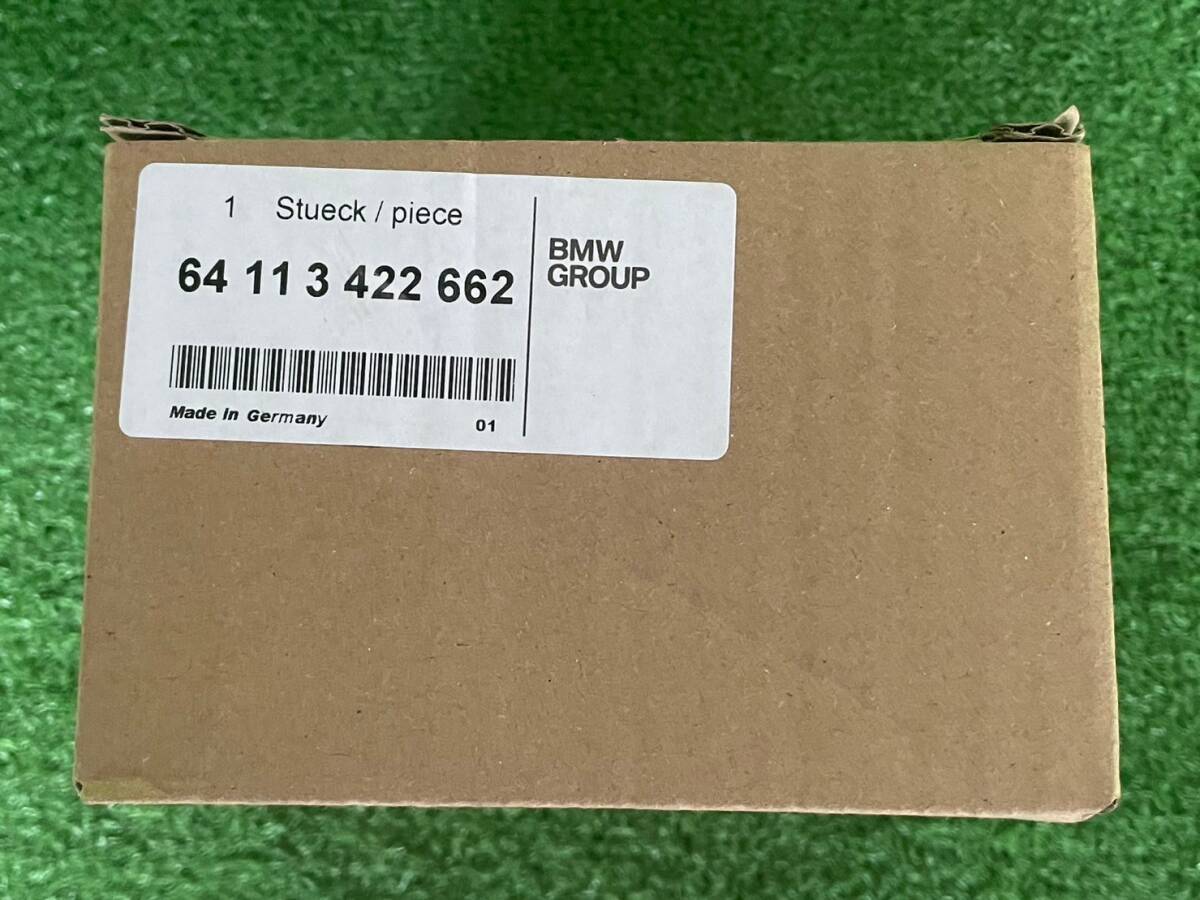 1 Stueck / piece
64 11 3 422 662
BMW
GROUP
Made in Germany
01